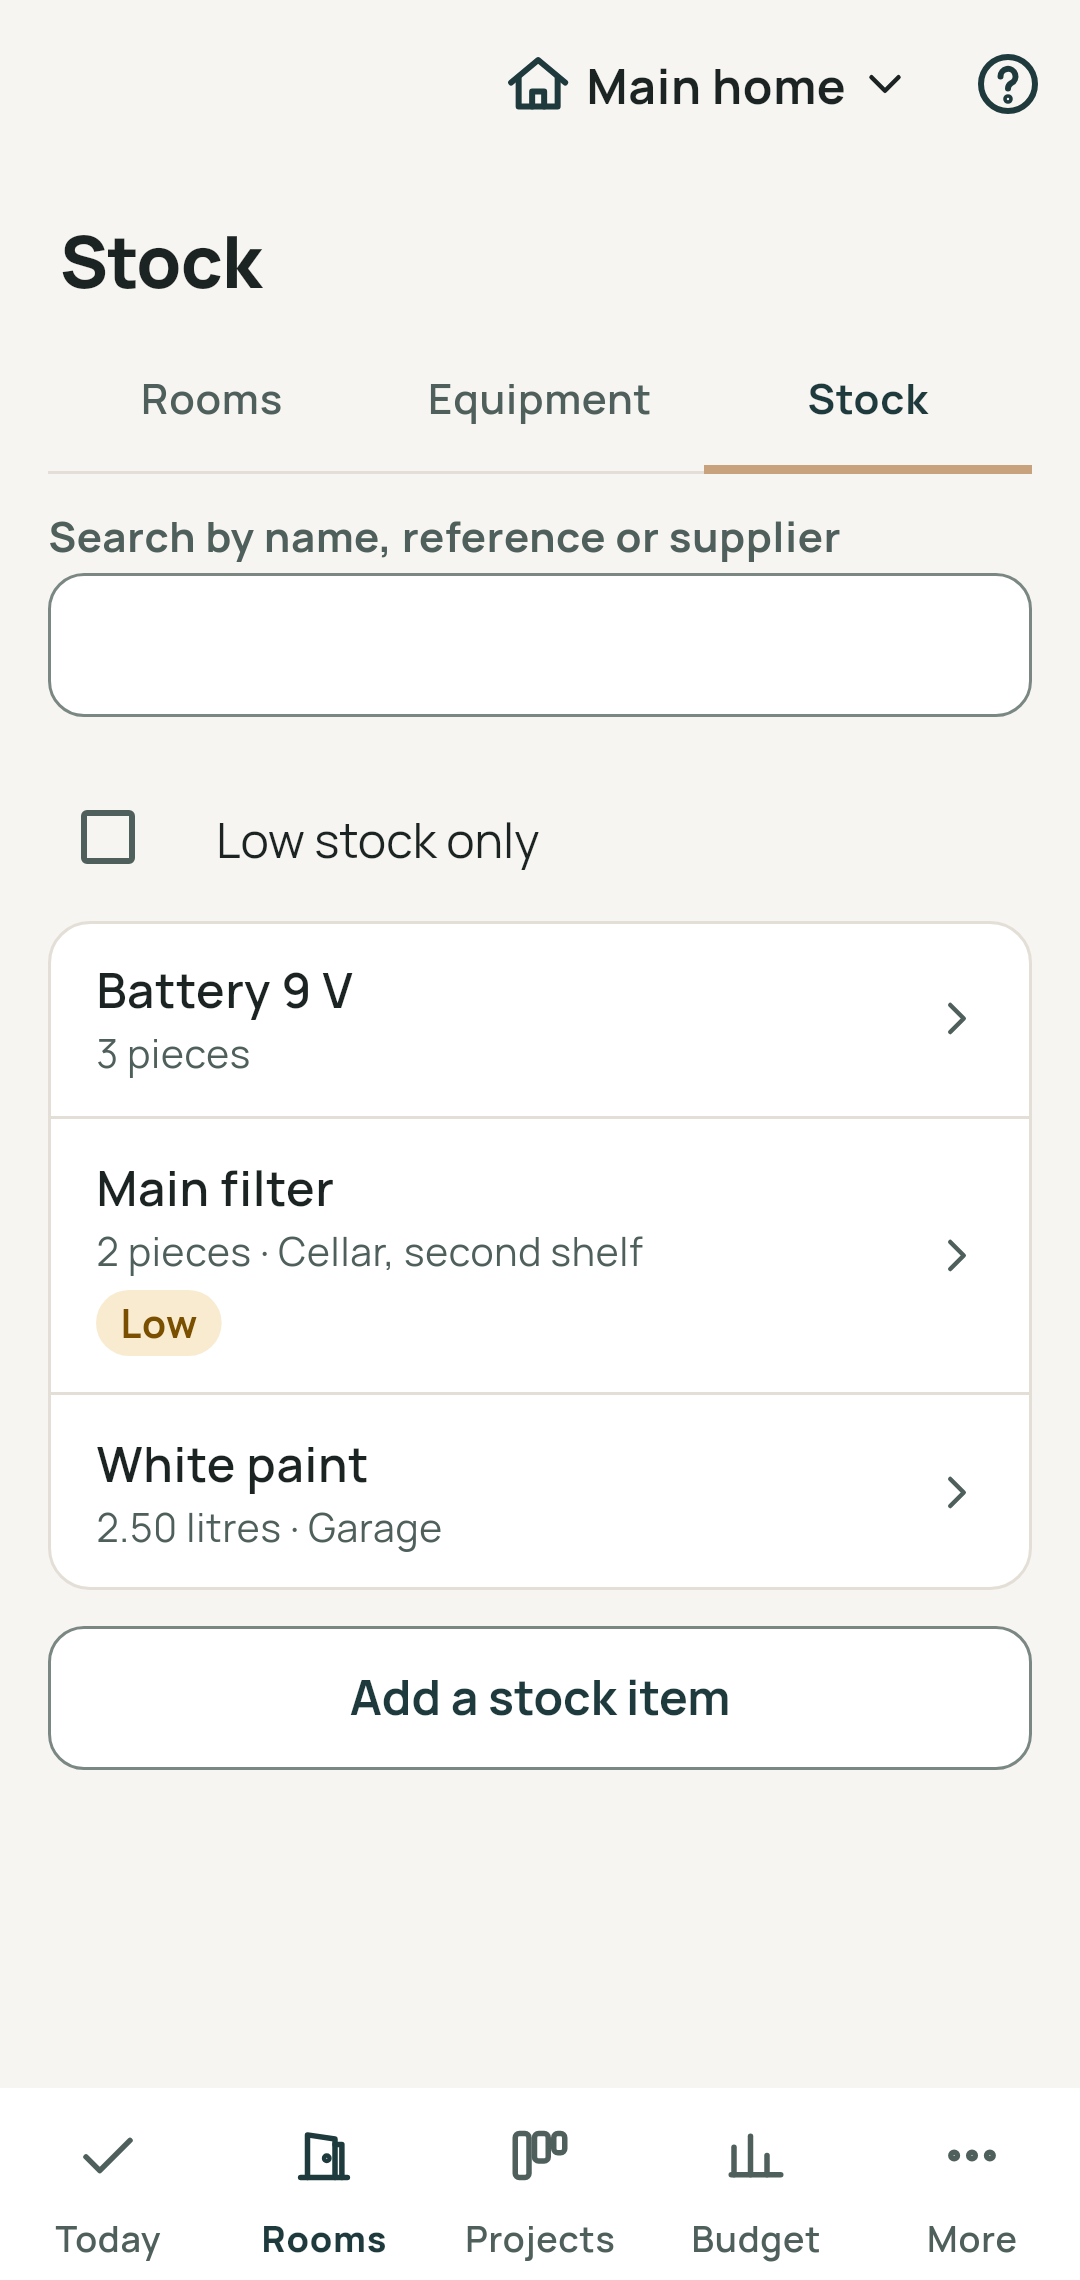 Main home
Stock
Rooms
Equipment
Stock
Search by name, reference or supplier
Low stock only
Battery 9 V
3 pieces
Main filter
2 pieces · Cellar, second shelf
Low
White paint
2.50 litres · Garage
Add a stock item
Today
Rooms
Projects
Budget
More